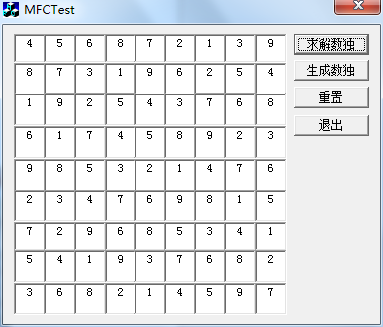 MFCTest
4 5 6 8 7 2 1 3 9
8 7 3 1 9 6 2 5 4
1 9 2 5 4 3 7 6 8
6 1 7 4 5 8 9 2 3
9 8 5 3 2 1 4 7 6
2 3 4 7 6 9 8 1 5
7 2 9 6 8 5 3 4 1
5 4 1 9 3 7 6 8 2
3 6 8 2 1 4 5 9 7
求解数独
生成数独
重置
退出